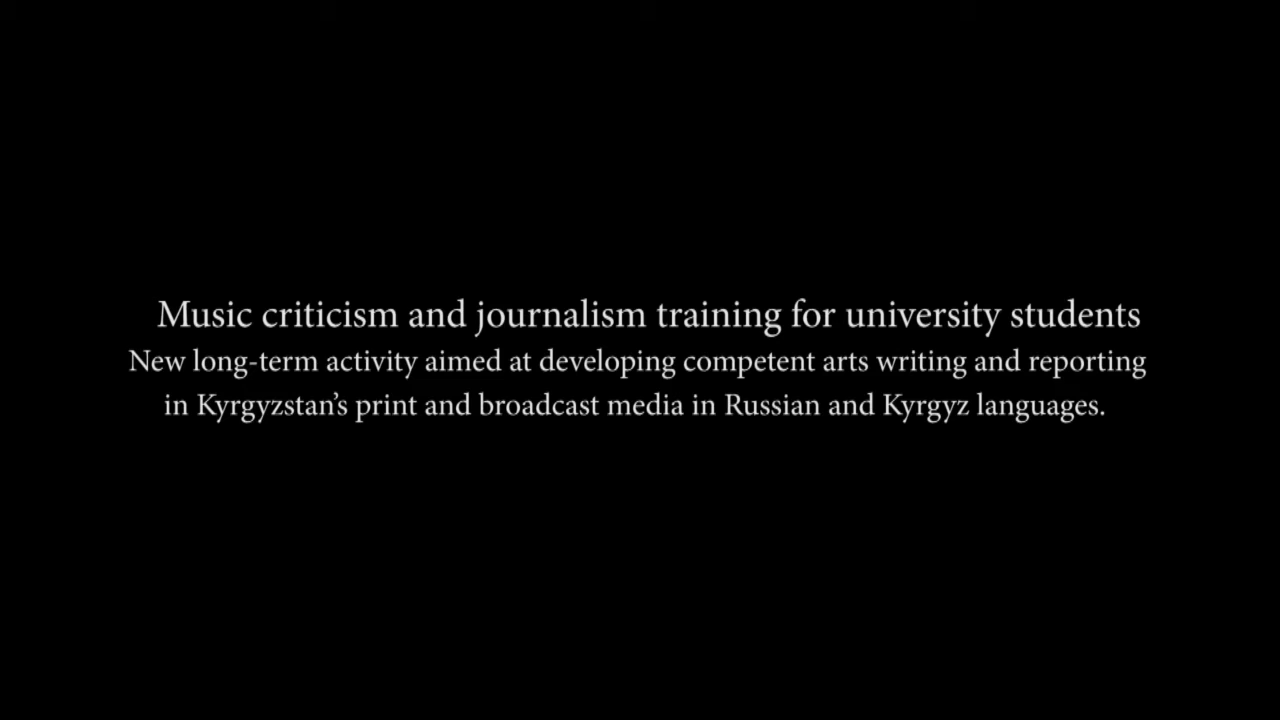 Music criticism and journalism training for university students
New long-term activity aimed at developing competent arts writing and reporting
in Kyrgyzstan’s print and broadcast media in Russian and Kyrgyz languages.